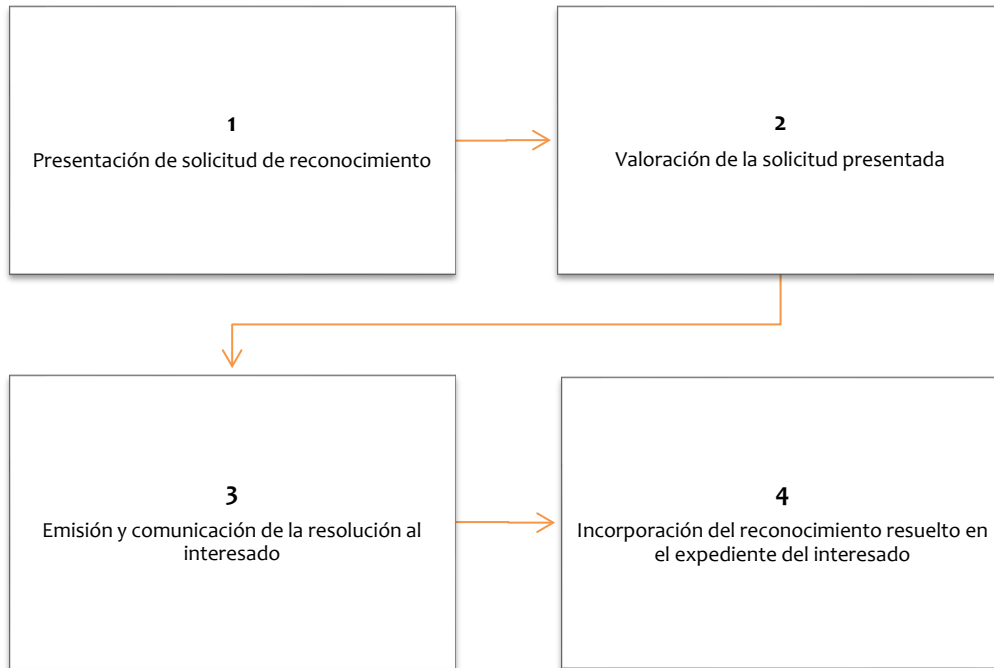 1
Presentación de solicitud de reconocimiento
2
Valoración de la solicitud presentada
3
Emisión y comunicación de la resolución al
interesado
4
Incorporación del reconocimiento resuelto en
el expediente del interesado